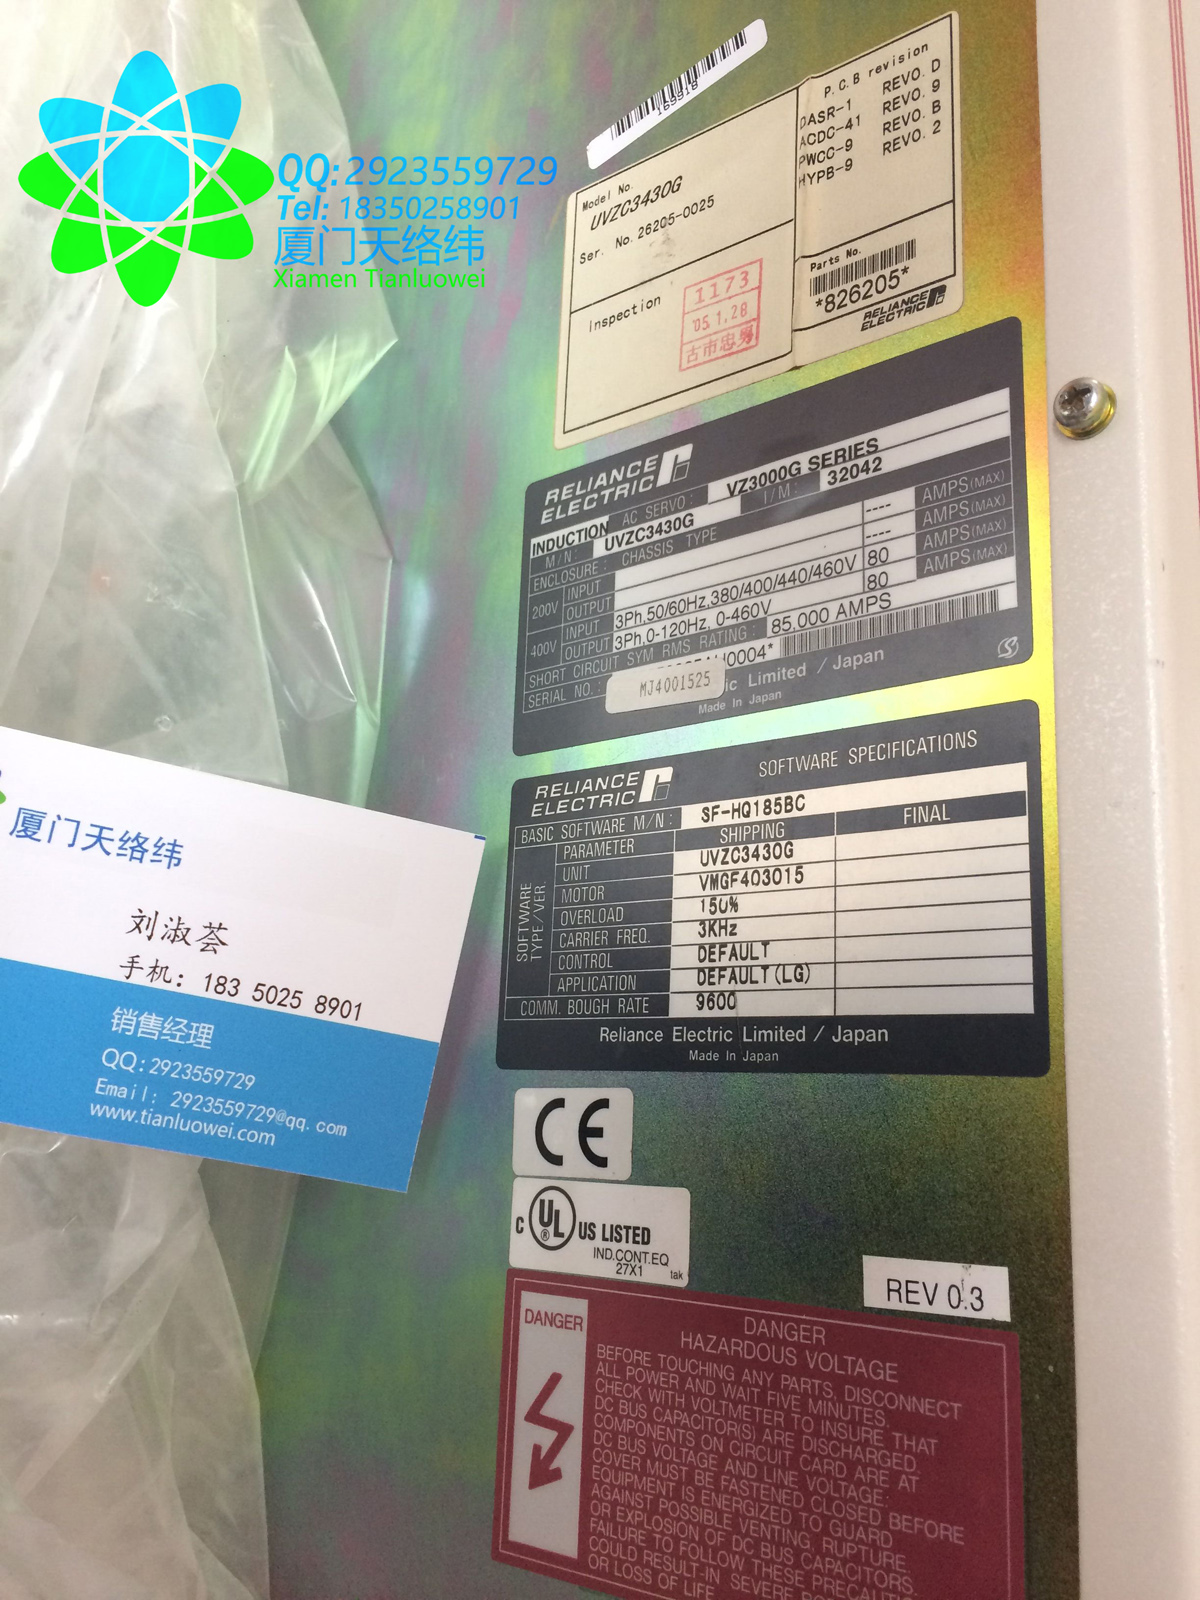 QQ:2923559729
Tel: 18350258901
厦门天络纬
Xiamen Tianluowei
169918
Model No.
UVZC3430G
Ser. No. 26205-0025
Inspection
1173
'05.1.28
古市忠男
P.C.B revision
DASR-1 REVO. D
ACDC-41 REVO. 9
PWCC-9 REVO. B
HYPB-9 REVO. 2
Parts No.
*826205*
RELIANCE
ELECTRIC
RELIANCE
ELECTRIC
INDUCTION AC SERVO: VZ3000G SERIES
M/N: UVZC3430G I/M: 32042
ENCLOSURE: CHASSIS TYPE
200V INPUT ---- AMPS(MAX)
OUTPUT ---- AMPS(MAX)
400V INPUT 3Ph.50/60Hz,380/400/440/460V 80 AMPS(MAX)
OUTPUT 3Ph.0-120Hz, 0-460V 80 AMPS(MAX)
SHORT CIRCUIT SYM RMS RATING: 85,000 AMPS
SERIAL NO.:
MJ4001525
Limited / Japan
Made In Japan
RELIANCE
ELECTRIC
SOFTWARE SPECIFICATIONS
BASIC SOFTWARE M/N: SF-HQ185BC
SOFTWARE TYPE/VER
PARAMETER SHIPPING FINAL
UNIT UVZC3430G
MOTOR VMGF403015
OVERLOAD 150%
CARRIER FREQ. 3KHz
CONTROL DEFAULT
APPLICATION DEFAULT(LG)
COMM. BOUGH RATE 9600
Reliance Electric Limited / Japan
Made In Japan
厦门天络纬
刘淑荟
手机: 183 5025 8901
销售经理
QQ:2923559729
Email: 2923559729@qq.com
www.tianluowei.com
CE
C UL ® US LISTED
IND.CONT.EQ
27X1
tak
REV 0.3
DANGER
DANGER
HAZARDOUS VOLTAGE
BEFORE TOUCHING ANY PARTS, DISCONNECT
ALL POWER AND WAIT FIVE MINUTES.
CHECK WITH VOLTMETER TO INSURE THAT
DC BUS CAPACITOR(S) ARE DISCHARGED.
COMPONENTS ON CIRCUIT CARD ARE AT
DC BUS VOLTAGE AND LINE VOLTAGE:
COVER MUST BE FASTENED CLOSED BEFORE
EQUIPMENT IS ENERGIZED TO GUARD
AGAINST POSSIBLE VENTING, RUPTURE
OR EXPLOSION OF DC BUS CAPACITORS.
FAILURE TO FOLLOW THESE PRECAUTIO
COULD RESULT-IN SEVERE
OR LOSS OF LIFE